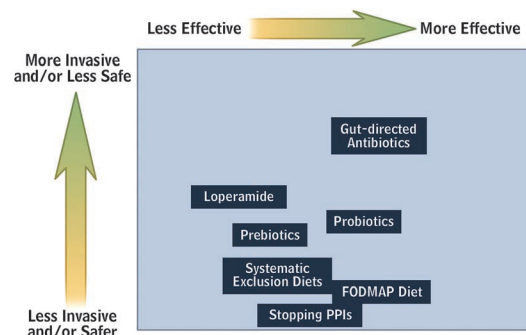 Less Effective
More Effective
More Invasive
and/or Less Safe
Gut-directed
Antibiotics
Loperamide
Probiotics
Prebiotics
Systematic
Exclusion Diets
FODMAP Diet
Stopping PPIs
Less Invasive
and/or Safer